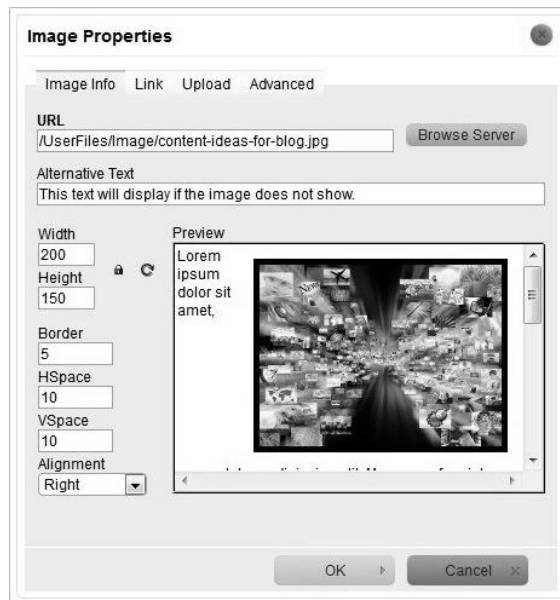 Image Properties
Image Info Link Upload Advanced
URL
/UserFiles/Image/content-ideas-for-blog.jpg
Browse Server
Alternative Text
This text will display if the image does not show.
Width
200
Height
150
Border
5
HSpace
10
VSpace
10
Alignment
Right
Preview
Lorem
ipsum
dolor sit
amet,
OK
Cancel